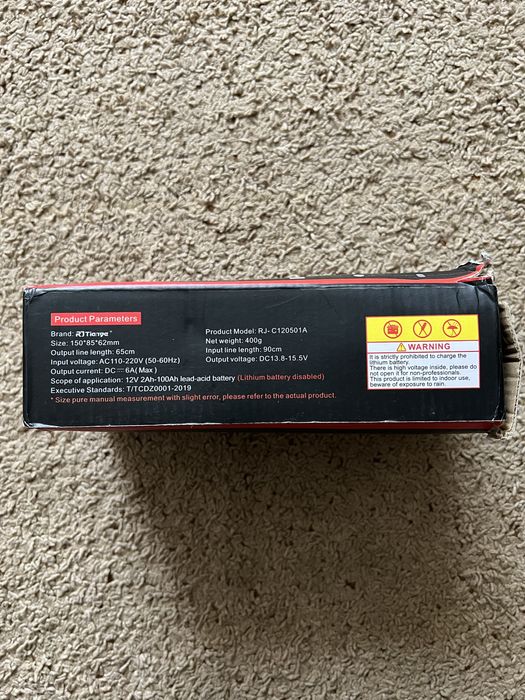 Product Parameters
Brand: RJTianye®
Product Model: RJ- C120501A
Size: 150*85*62mm
Net weight: 400g
Output line length: 65cm
Input line length: 90cm
Input voltage: AC110-220V (50-60Hz)
Output voltage: DC13.8-15.5V
Output current: DC⎓6A( Max )
Scope of application: 12V 2Ah-100Ah lead-acid battery (Lithium battery disabled)
Executive Standards: T/TCDZ0001-2019
* Size pure manual measurement with slight error, please refer to the actual product.
WARNING
It is strictly prohibited to charge the
lithium battery.
There is high voltage inside, please do
not open it for non-professionals.
This product is limited to indoor use,
beware of exposure to rain.